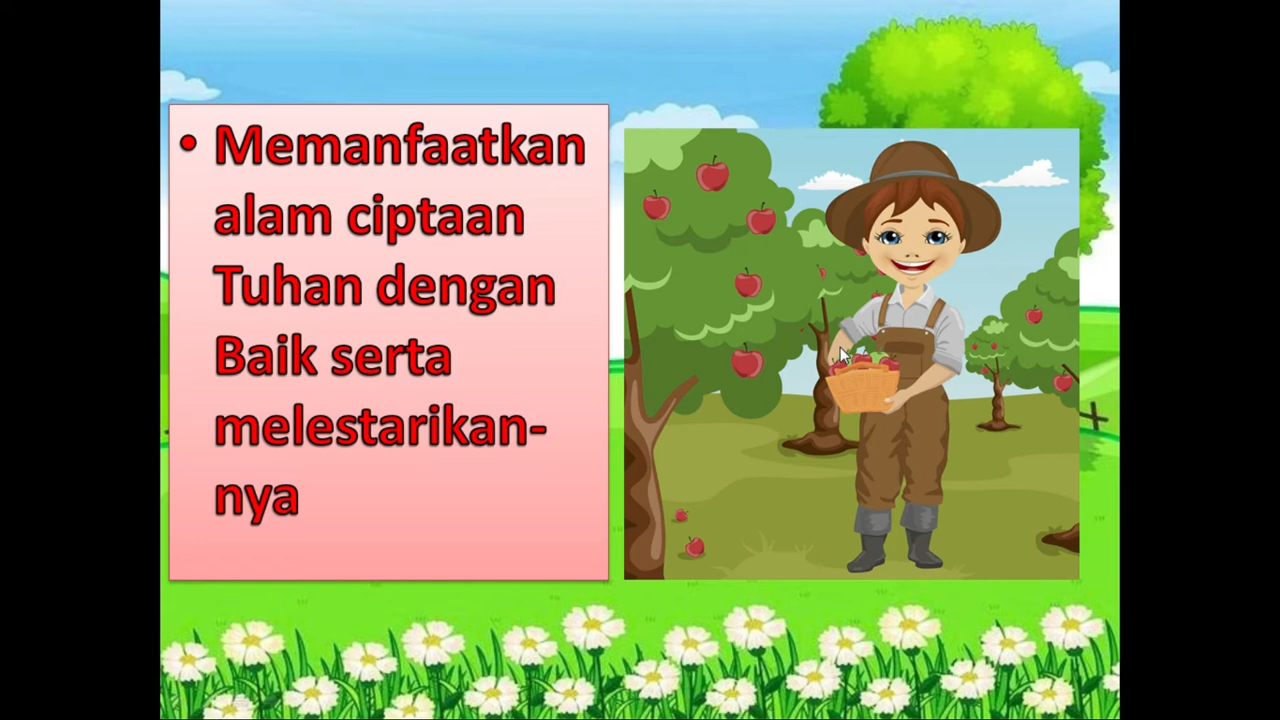 • Memanfaatkan
alam ciptaan
Tuhan dengan
Baik serta
melestarikan-
nya